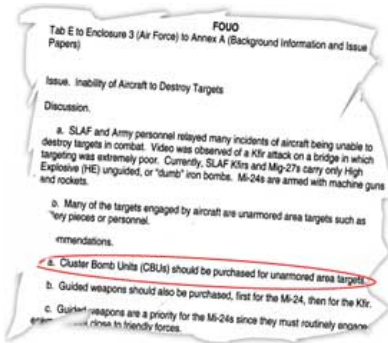 FOUO
Tab E to Enclosure 3 (Air Force) to Annex A (Background Information and Issue
Papers)
Issue. Inability of Aircraft to Destroy Targets
Discussion.
a. SLAF and Army personnel relayed many incidents of aircraft being unable to
destroy targets in combat. Video was observed of a Kfir attack on a bridge in which
targeting was extremely poor. Currently, SLAF Kfirs and Mig-27s carry only High
Explosive (HE) unguided, or "dumb" iron bombs. Mi-24s are armed with machine guns
and rockets.
b. Many of the targets engaged by aircraft are unarmored area targets such as
pieces or personnel.
a. Cluster Bomb Units (CBUs) should be purchased for unarmored area targets.
b. Guided weapons should also be purchased, first for the Mi-24, then for the Kfir.
c. Guided weapons are a priority for the Mi-24s since they must routinely engage
close to friendly forces.